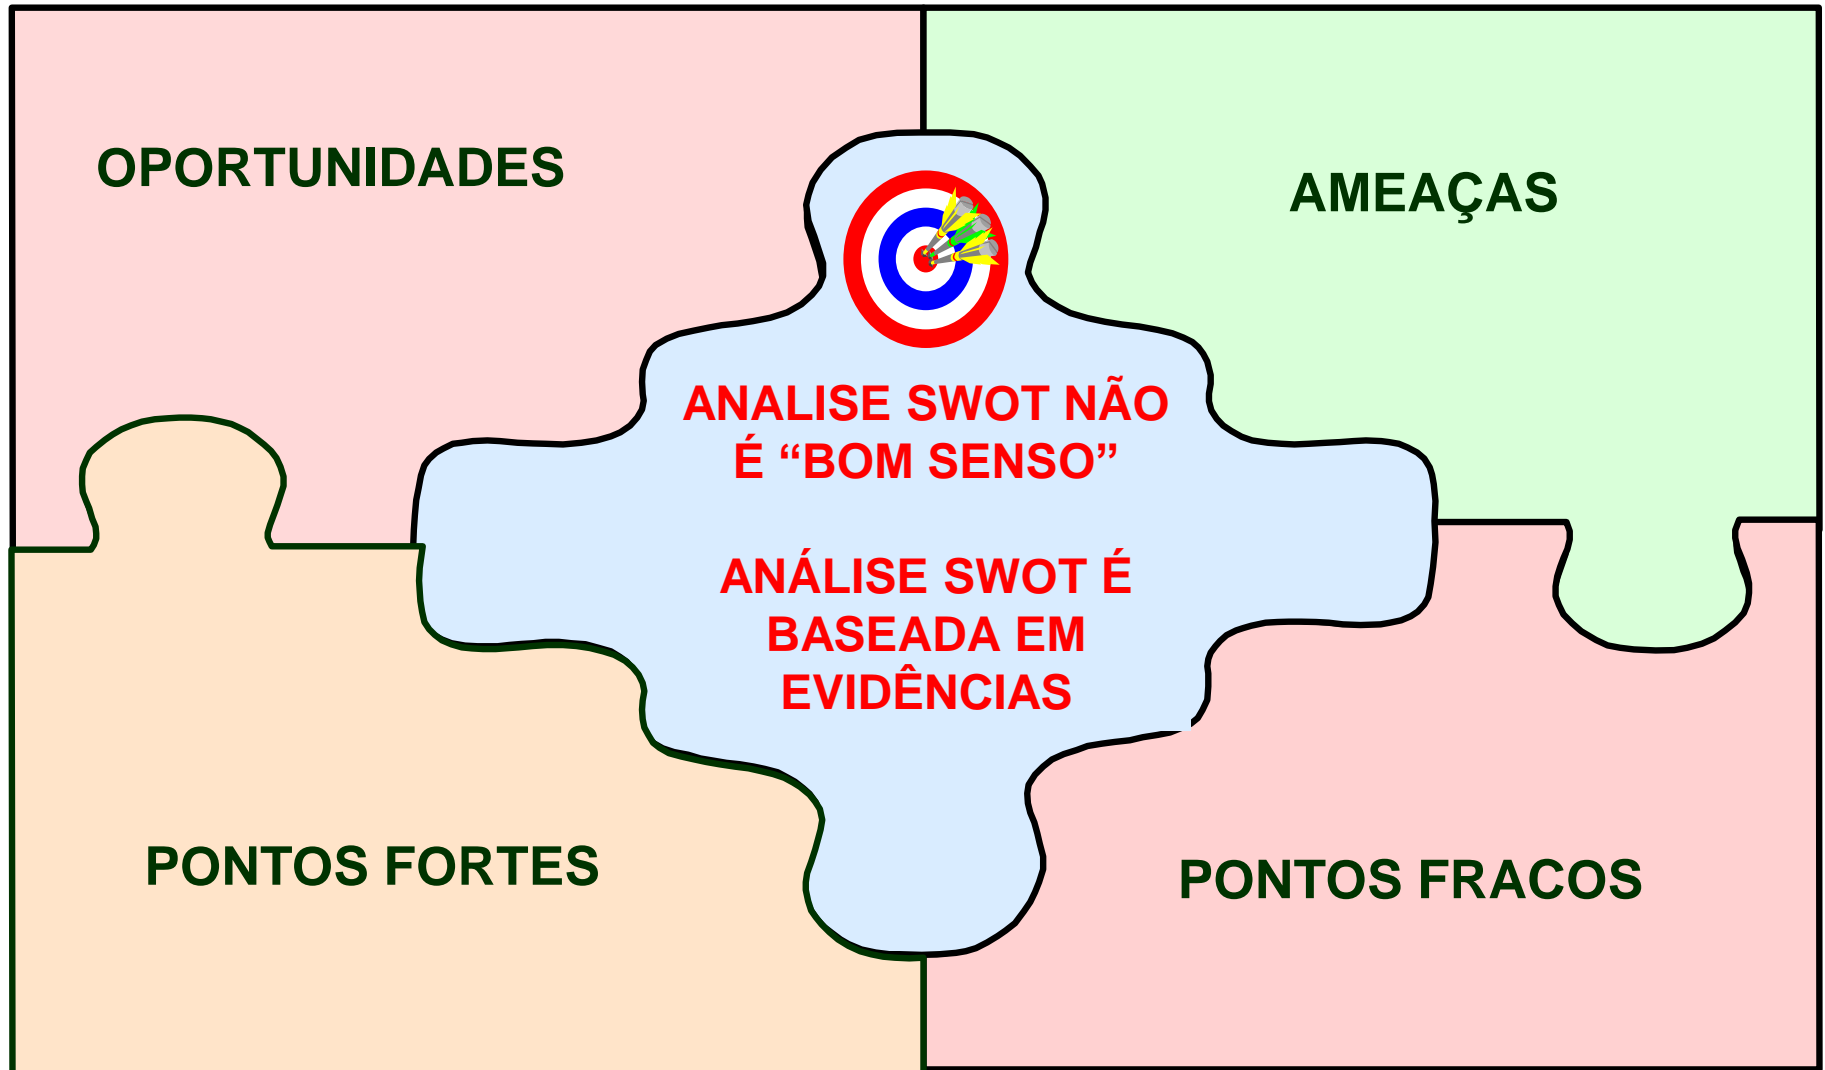 OPORTUNIDADES
AMEAÇAS
ANALISE SWOT NÃO
É “BOM SENSO”
ANÁLISE SWOT É
BASEADA EM
EVIDÊNCIAS
PONTOS FORTES
PONTOS FRACOS